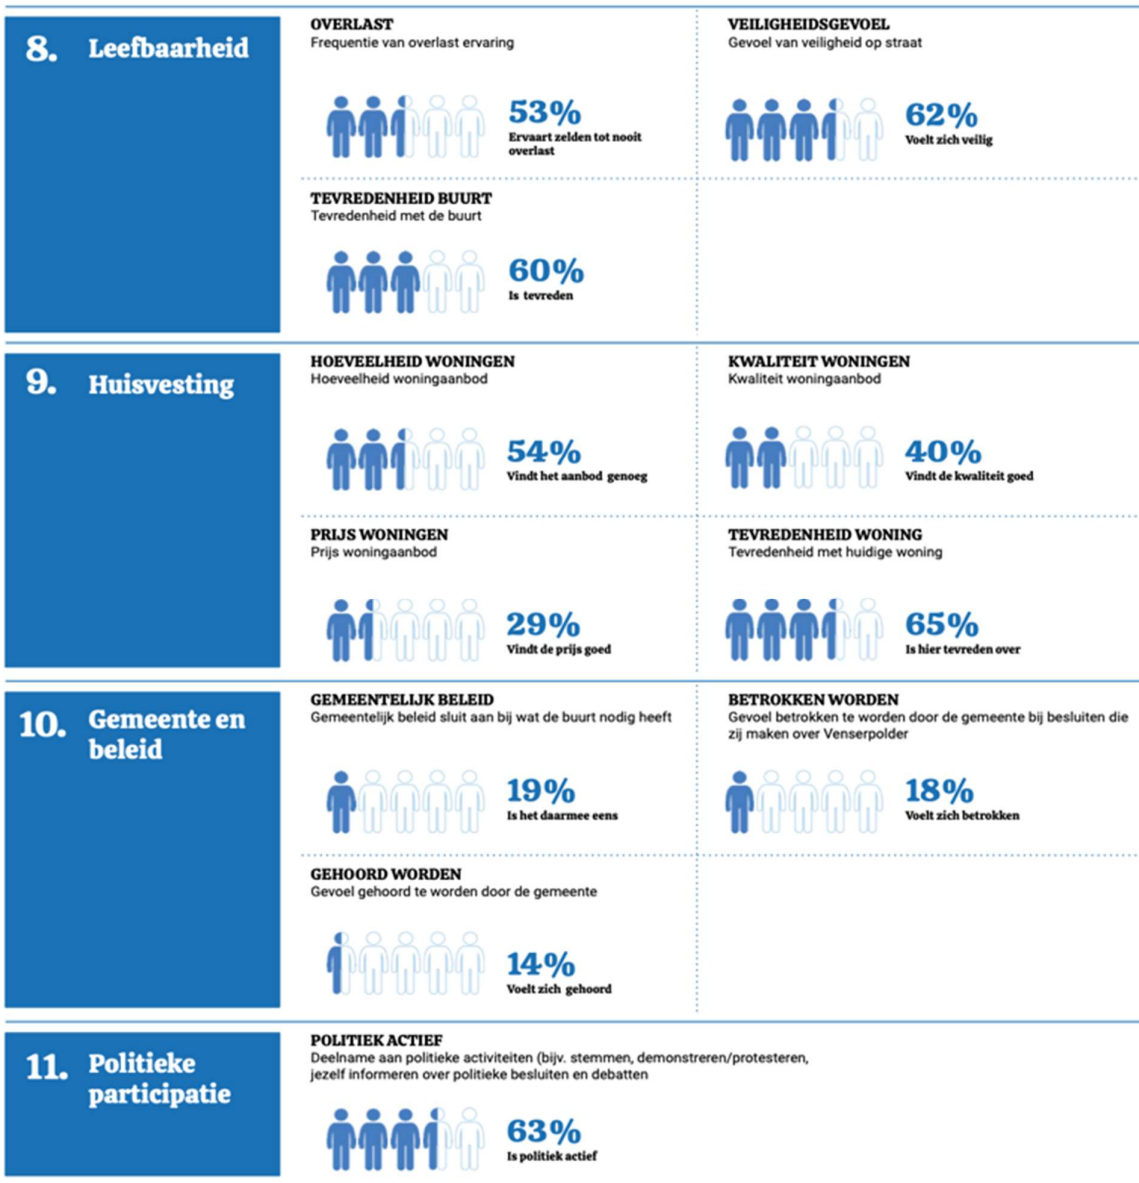 8. Leefbaarheid
OVERLAST
Frequentie van overlast ervaring
53%
Ervaart zelden tot nooit
overlast
VEILIGHEIDSGEVOEL
Gevoel van veiligheid op straat
62%
Voelt zich veilig
TEVREDENHEID BUURT
Tevredenheid met de buurt
60%
Is tevreden
9. Huisvesting
HOEVEELHEID WONINGEN
Hoeveelheid woningaanbod
54%
Vindt het aanbod genoeg
KWALITEIT WONINGEN
Kwaliteit woningaanbod
40%
Vindt de kwaliteit goed
PRIJS WONINGEN
Prijs woningaanbod
29%
Vindt de prijs goed
TEVREDENHEID WONING
Tevredenheid met huidige woning
65%
Is hier tevreden over
10. Gemeente en
beleid
GEMEENTELIJK BELEID
Gemeentelijk beleid sluit aan bij wat de buurt nodig heeft
19%
Is het daarmee eens
BETROKKEN WORDEN
Gevoel betrokken te worden door de gemeente bij besluiten die
zij maken over Venserpolder
18%
Voelt zich betrokken
GEHOORD WORDEN
Gevoel gehoord te worden door de gemeente
14%
Voelt zich gehoord
11. Politieke
participatie
POLITIEK ACTIEF
Deelname aan politieke activiteiten (bijv. stemmen, demonstreren/protesteren,
jezelf informeren over politieke besluiten en debatten
63%
Is politiek actief